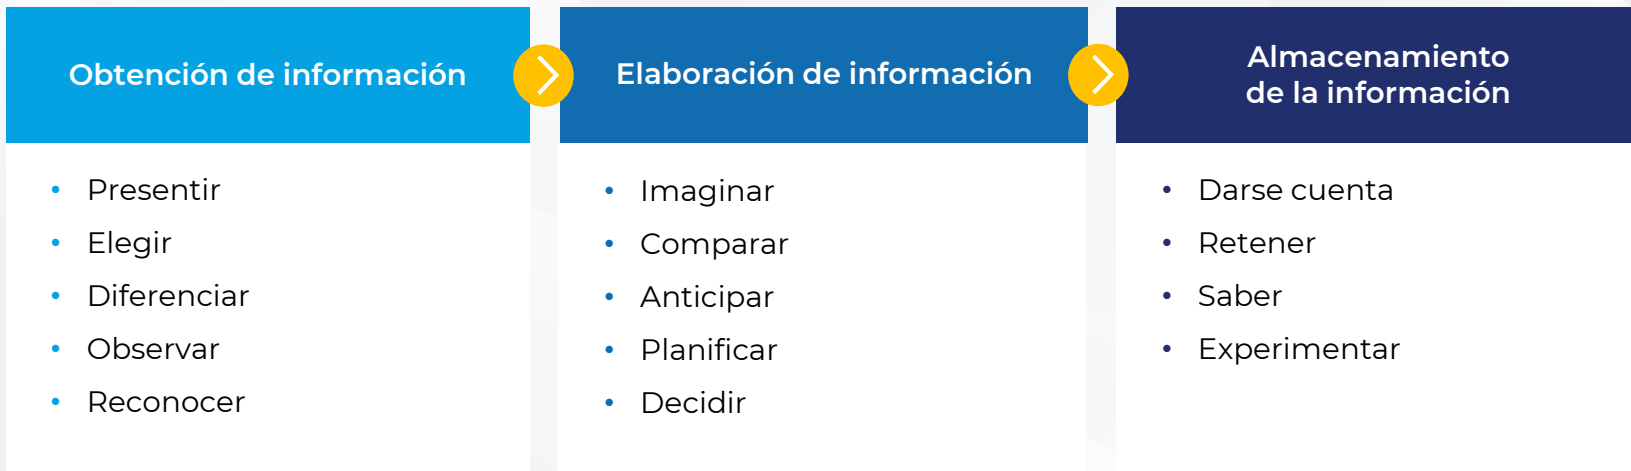 Obtención de información
• Presentir
• Elegir
• Diferenciar
• Observar
• Reconocer
Elaboración de información
• Imaginar
• Comparar
• Anticipar
• Planificar
• Decidir
Almacenamiento
de la información
• Darse cuenta
• Retener
• Saber
• Experimentar